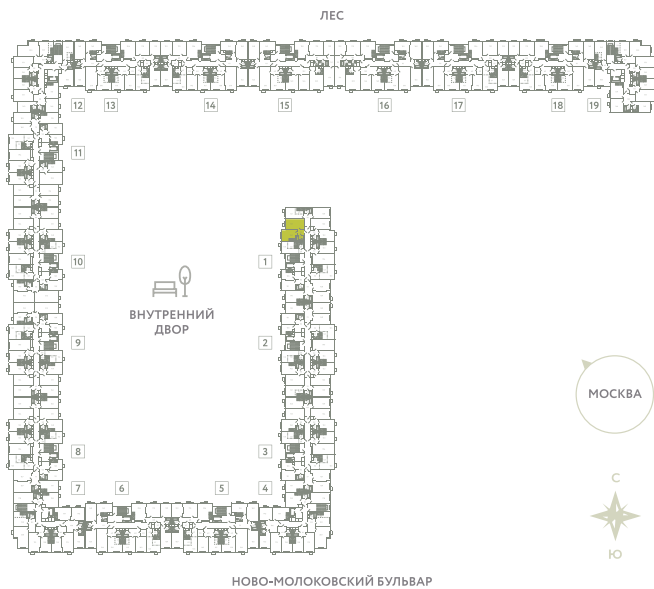 ЛЕС
12 13 14 15 16 17 18 19
11
10 1
ВНУТРЕННИЙ
ДВОР
9 2
МОСКВА
8 3
7 6 5 4
С
Ю
НОВО-МОЛОКОВСКИЙ БУЛЬВАР